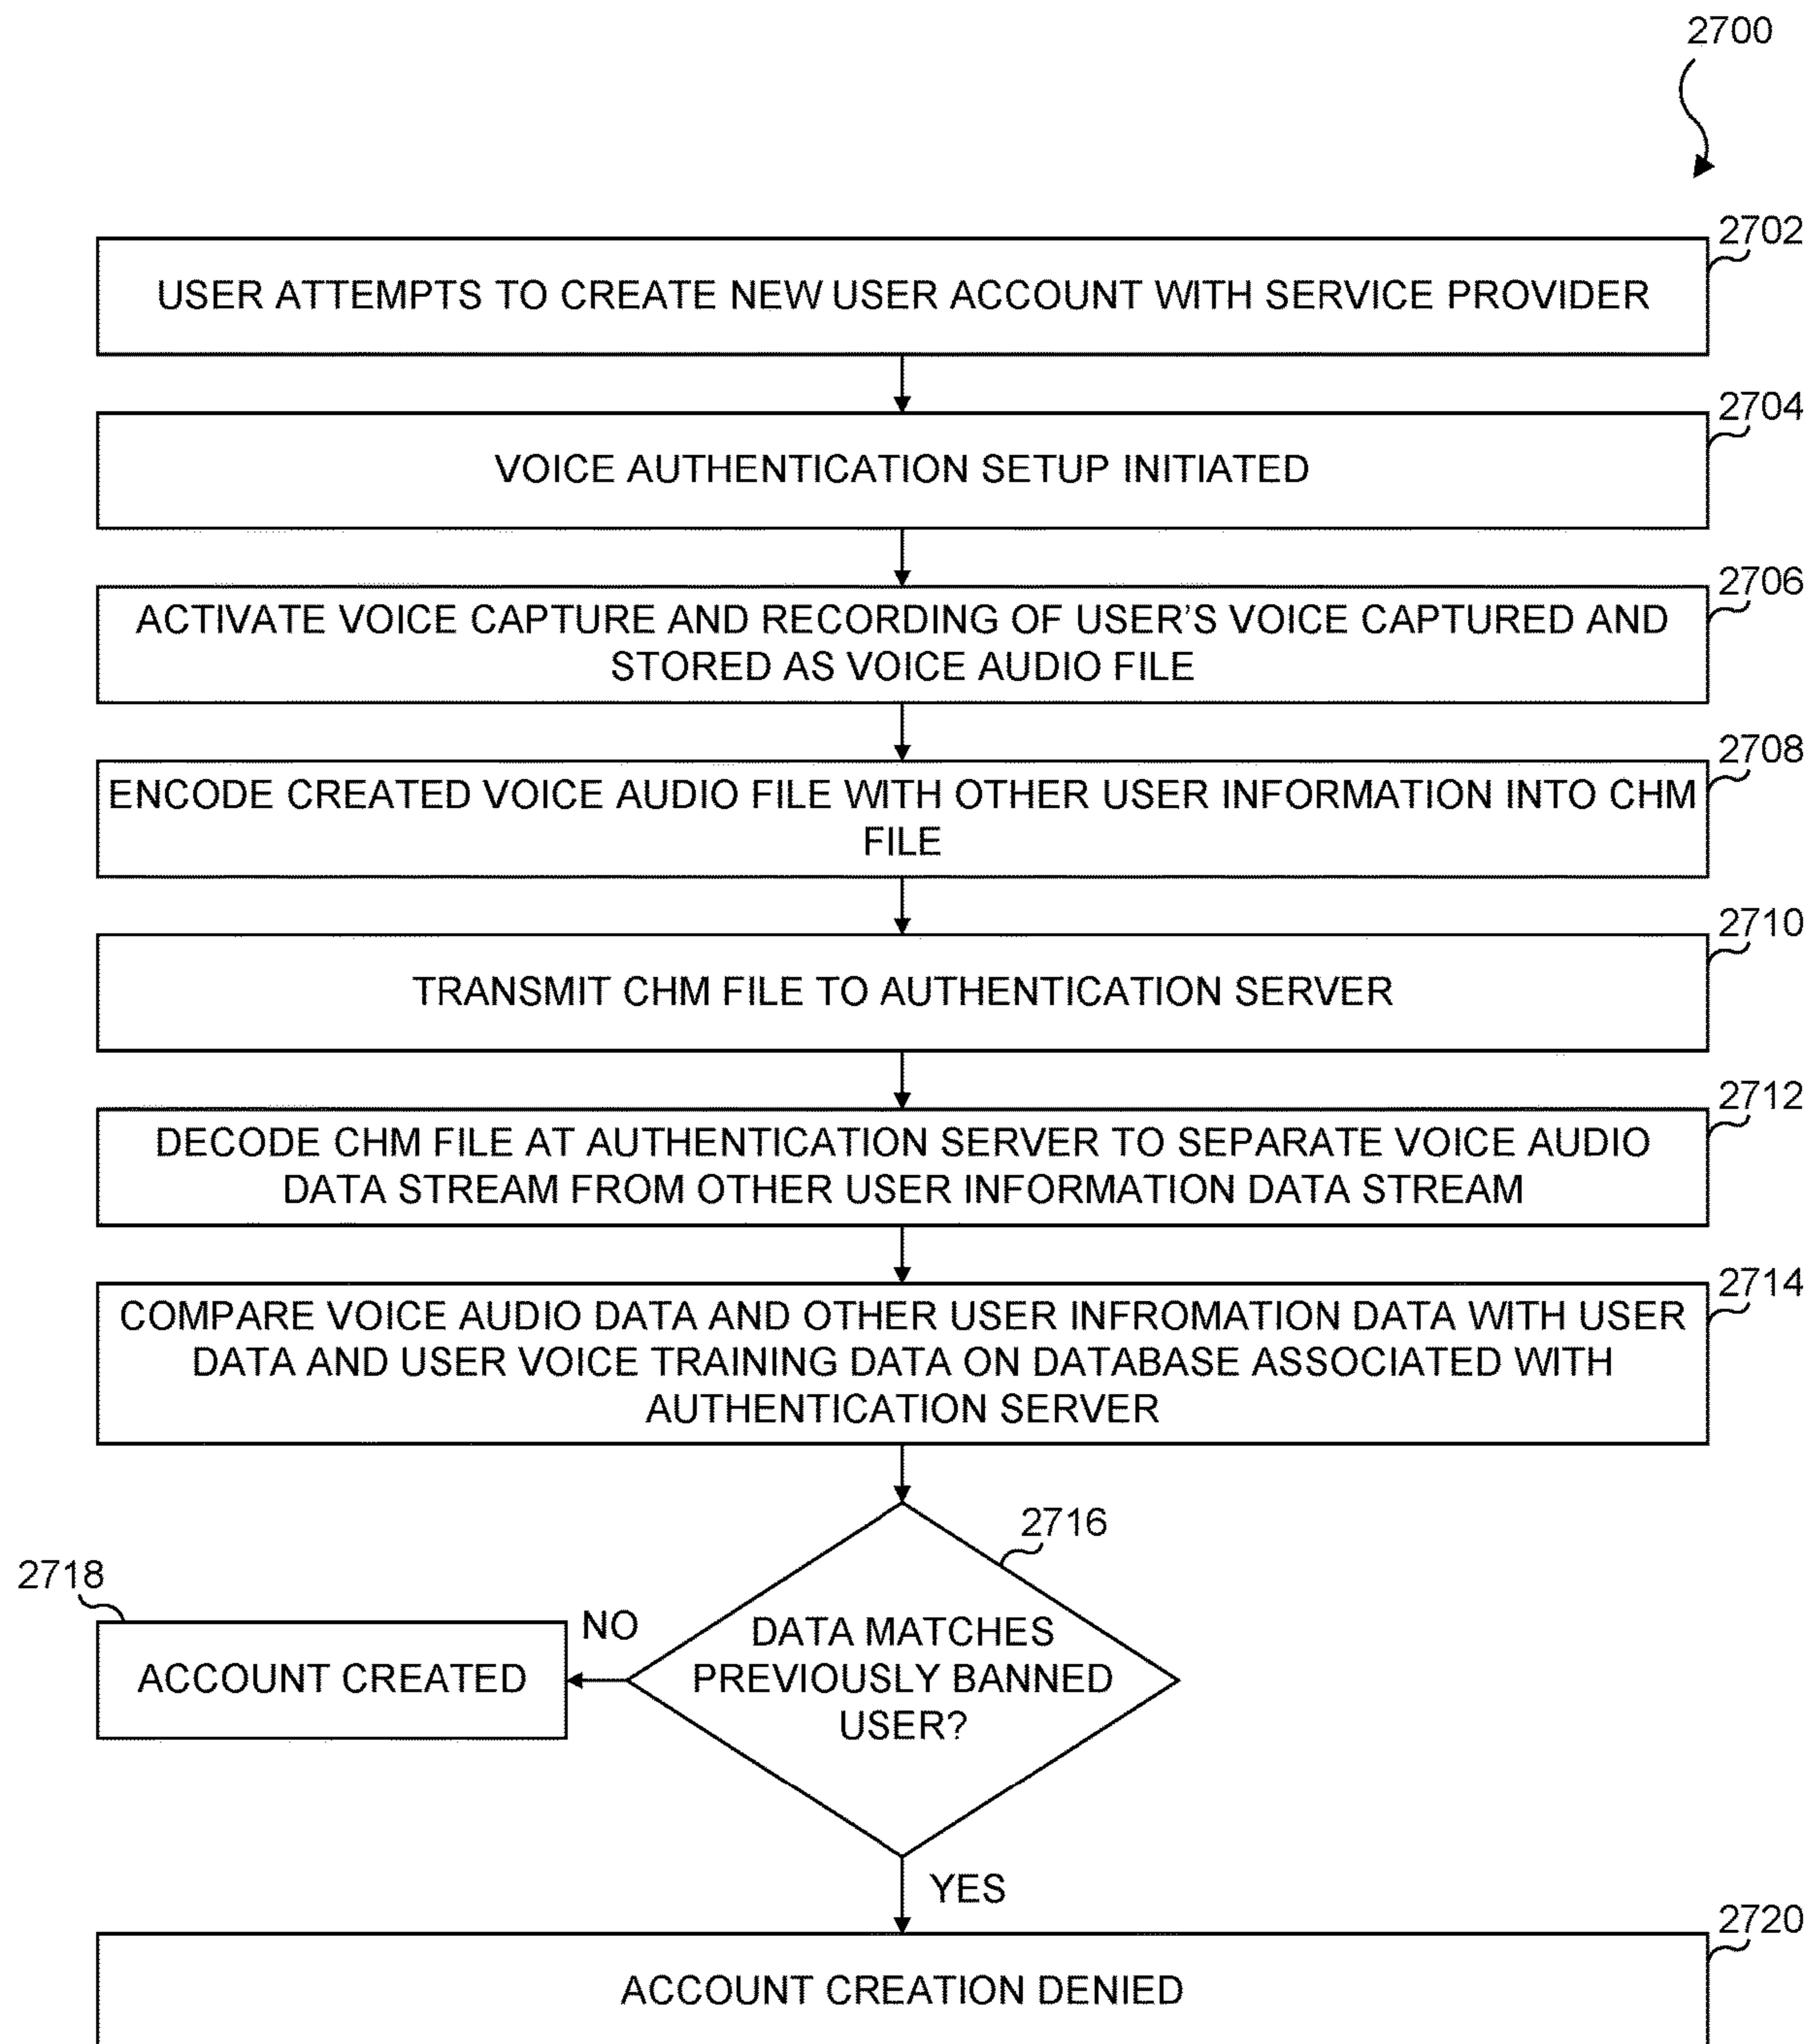 2700
2702
USER ATTEMPTS TO CREATE NEW USER ACCOUNT WITH SERVICE PROVIDER
2704
VOICE AUTHENTICATION SETUP INITIATED
2706
ACTIVATE VOICE CAPTURE AND RECORDING OF USER'S VOICE CAPTURED AND
STORED AS VOICE AUDIO FILE
2708
ENCODE CREATED VOICE AUDIO FILE WITH OTHER USER INFORMATION INTO CHM
FILE
2710
TRANSMIT CHM FILE TO AUTHENTICATION SERVER
2712
DECODE CHM FILE AT AUTHENTICATION SERVER TO SEPARATE VOICE AUDIO
DATA STREAM FROM OTHER USER INFORMATION DATA STREAM
2714
COMPARE VOICE AUDIO DATA AND OTHER USER INFROMATION DATA WITH USER
DATA AND USER VOICE TRAINING DATA ON DATABASE ASSOCIATED WITH
AUTHENTICATION SERVER
2716
DATA MATCHES
PREVIOUSLY BANNED
USER?
NO
2718
ACCOUNT CREATED
YES
2720
ACCOUNT CREATION DENIED